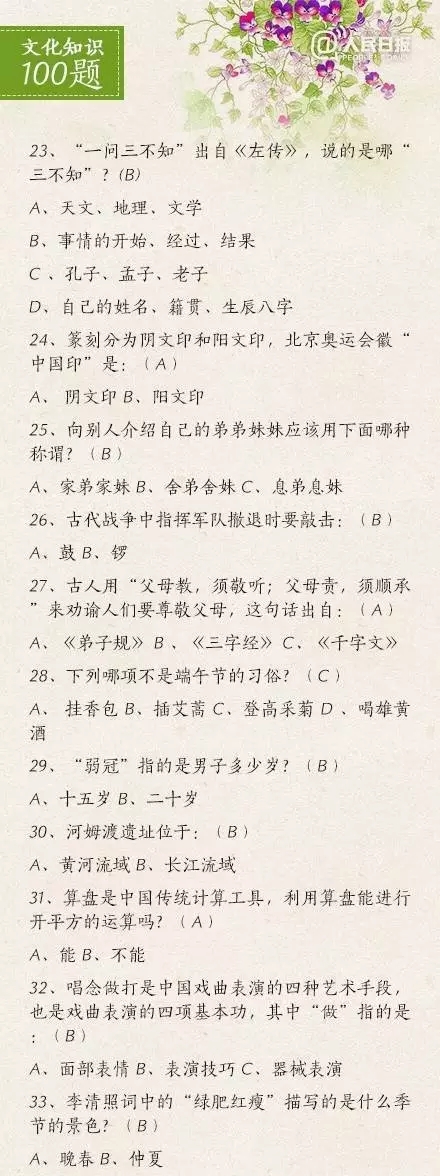 文化知识
100题
@人民日报
PEOPLE'S DAILY
23、“一问三不知”出自《左传》，说的是哪“
三不知”？(B)
A、天文、地理、文学
B、事情的开始、经过、结果
C 、孔子、孟子、老子
D、自己的姓名、籍贯、生辰八字
24、篆刻分为阴文印和阳文印，北京奥运会徽“
中国印”是：（A）
A、 阴文印 B、阳文印
25、向别人介绍自己的弟弟妹妹应该用下面哪种
称谓？（B）
A、家弟家妹 B、舍弟舍妹 C、息弟息妹
26、古代战争中指挥军队撤退时要敲击：（B）
A、鼓 B、锣
27、古人用“父母教，须敬听；父母责，须顺承
”来劝谕人们要尊敬父母，这句话出自：（A）
A、《弟子规》 B 、《三字经》 C、《千字文》
28、下列哪项不是端午节的习俗？（C）
A、 挂香包 B、插艾蒿 C、登高采菊 D 、喝雄黄
酒
29、“弱冠”指的是男子多少岁？（B）
A、十五岁 B、二十岁
30、河姆渡遗址位于：（B）
A、黄河流域 B、长江流域
31、算盘是中国传统计算工具，利用算盘能进行
开平方的运算吗？（A）
A、能 B、不能
32、唱念做打是中国戏曲表演的四种艺术手段，
也是戏曲表演的四项基本功，其中“做”指的是
：（B）
A、面部表情 B、表演技巧 C、器械表演
33、李清照词中的“绿肥红瘦”描写的是什么季
节的景色？（B）
A、晚春 B、仲夏